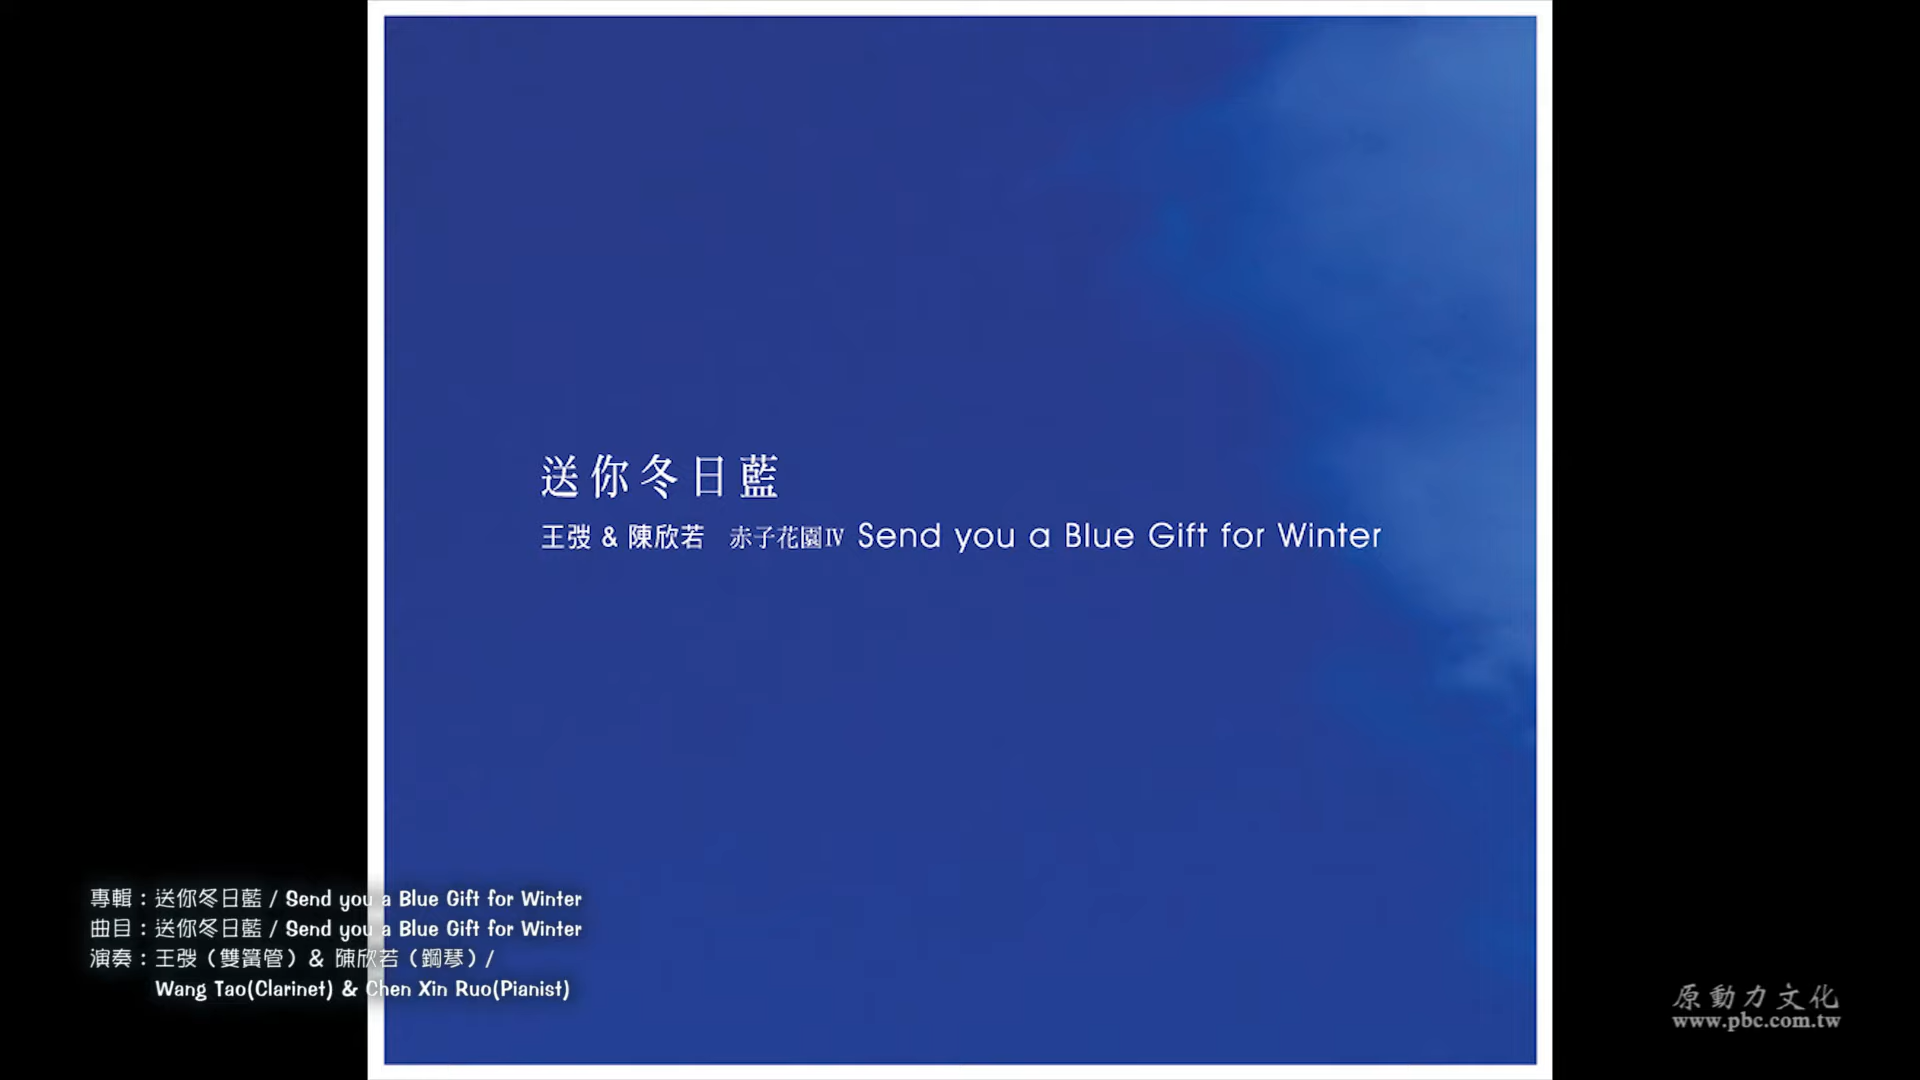 送你冬日藍
王弢 & 陳欣若 赤子花園Ⅳ Send you a Blue Gift for Winter
專輯：送你冬日藍 / Send you a Blue Gift for Winter
曲目：送你冬日藍 / Send you a Blue Gift for Winter
演奏：王弢（雙簧管）& 陳欣若（鋼琴）/
Wang Tao(Clarinet) & Chen Xin Ruo(Pianist)
原動力文化
www.pbc.com.tw